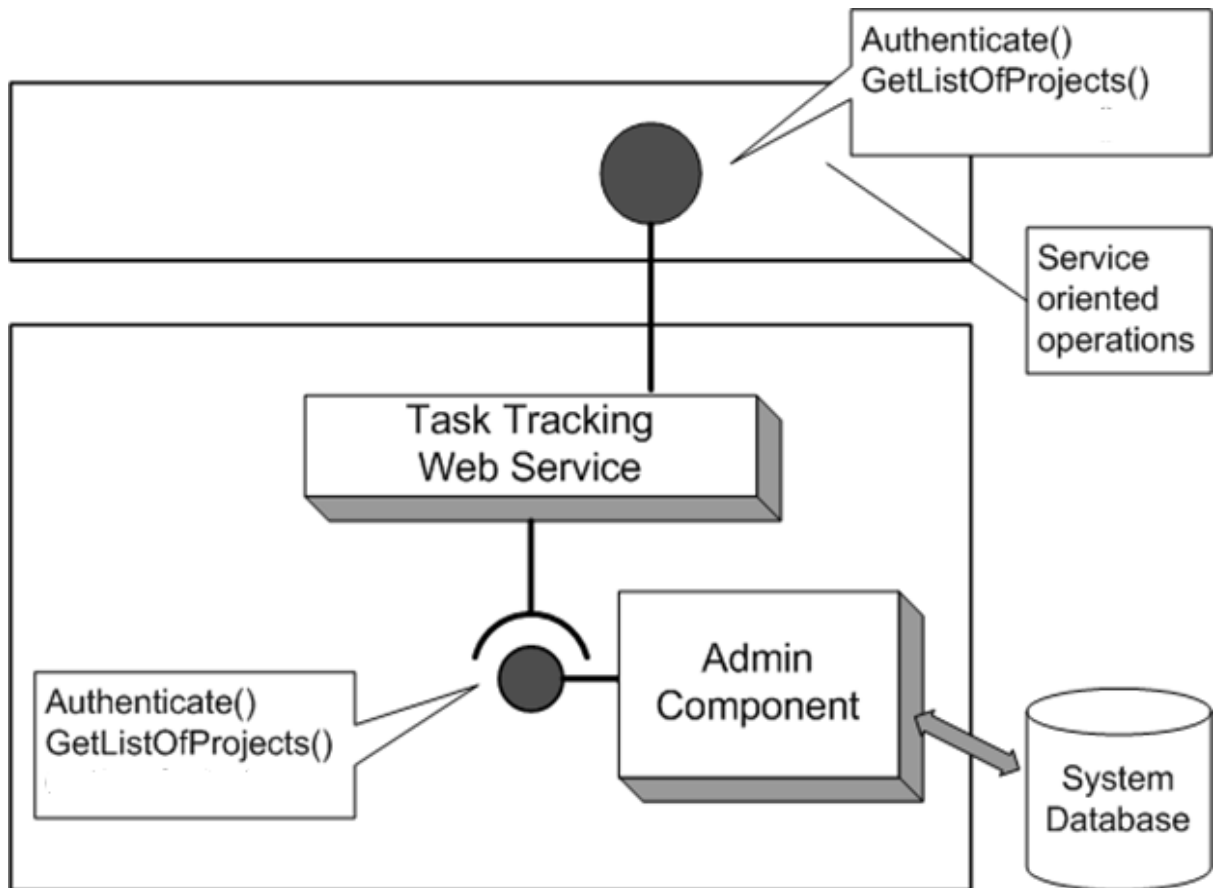 Authenticate()
GetListOfProjects()
Service
oriented
operations
Task Tracking
Web Service
Admin
Component
Authenticate()
GetListOfProjects()
System
Database